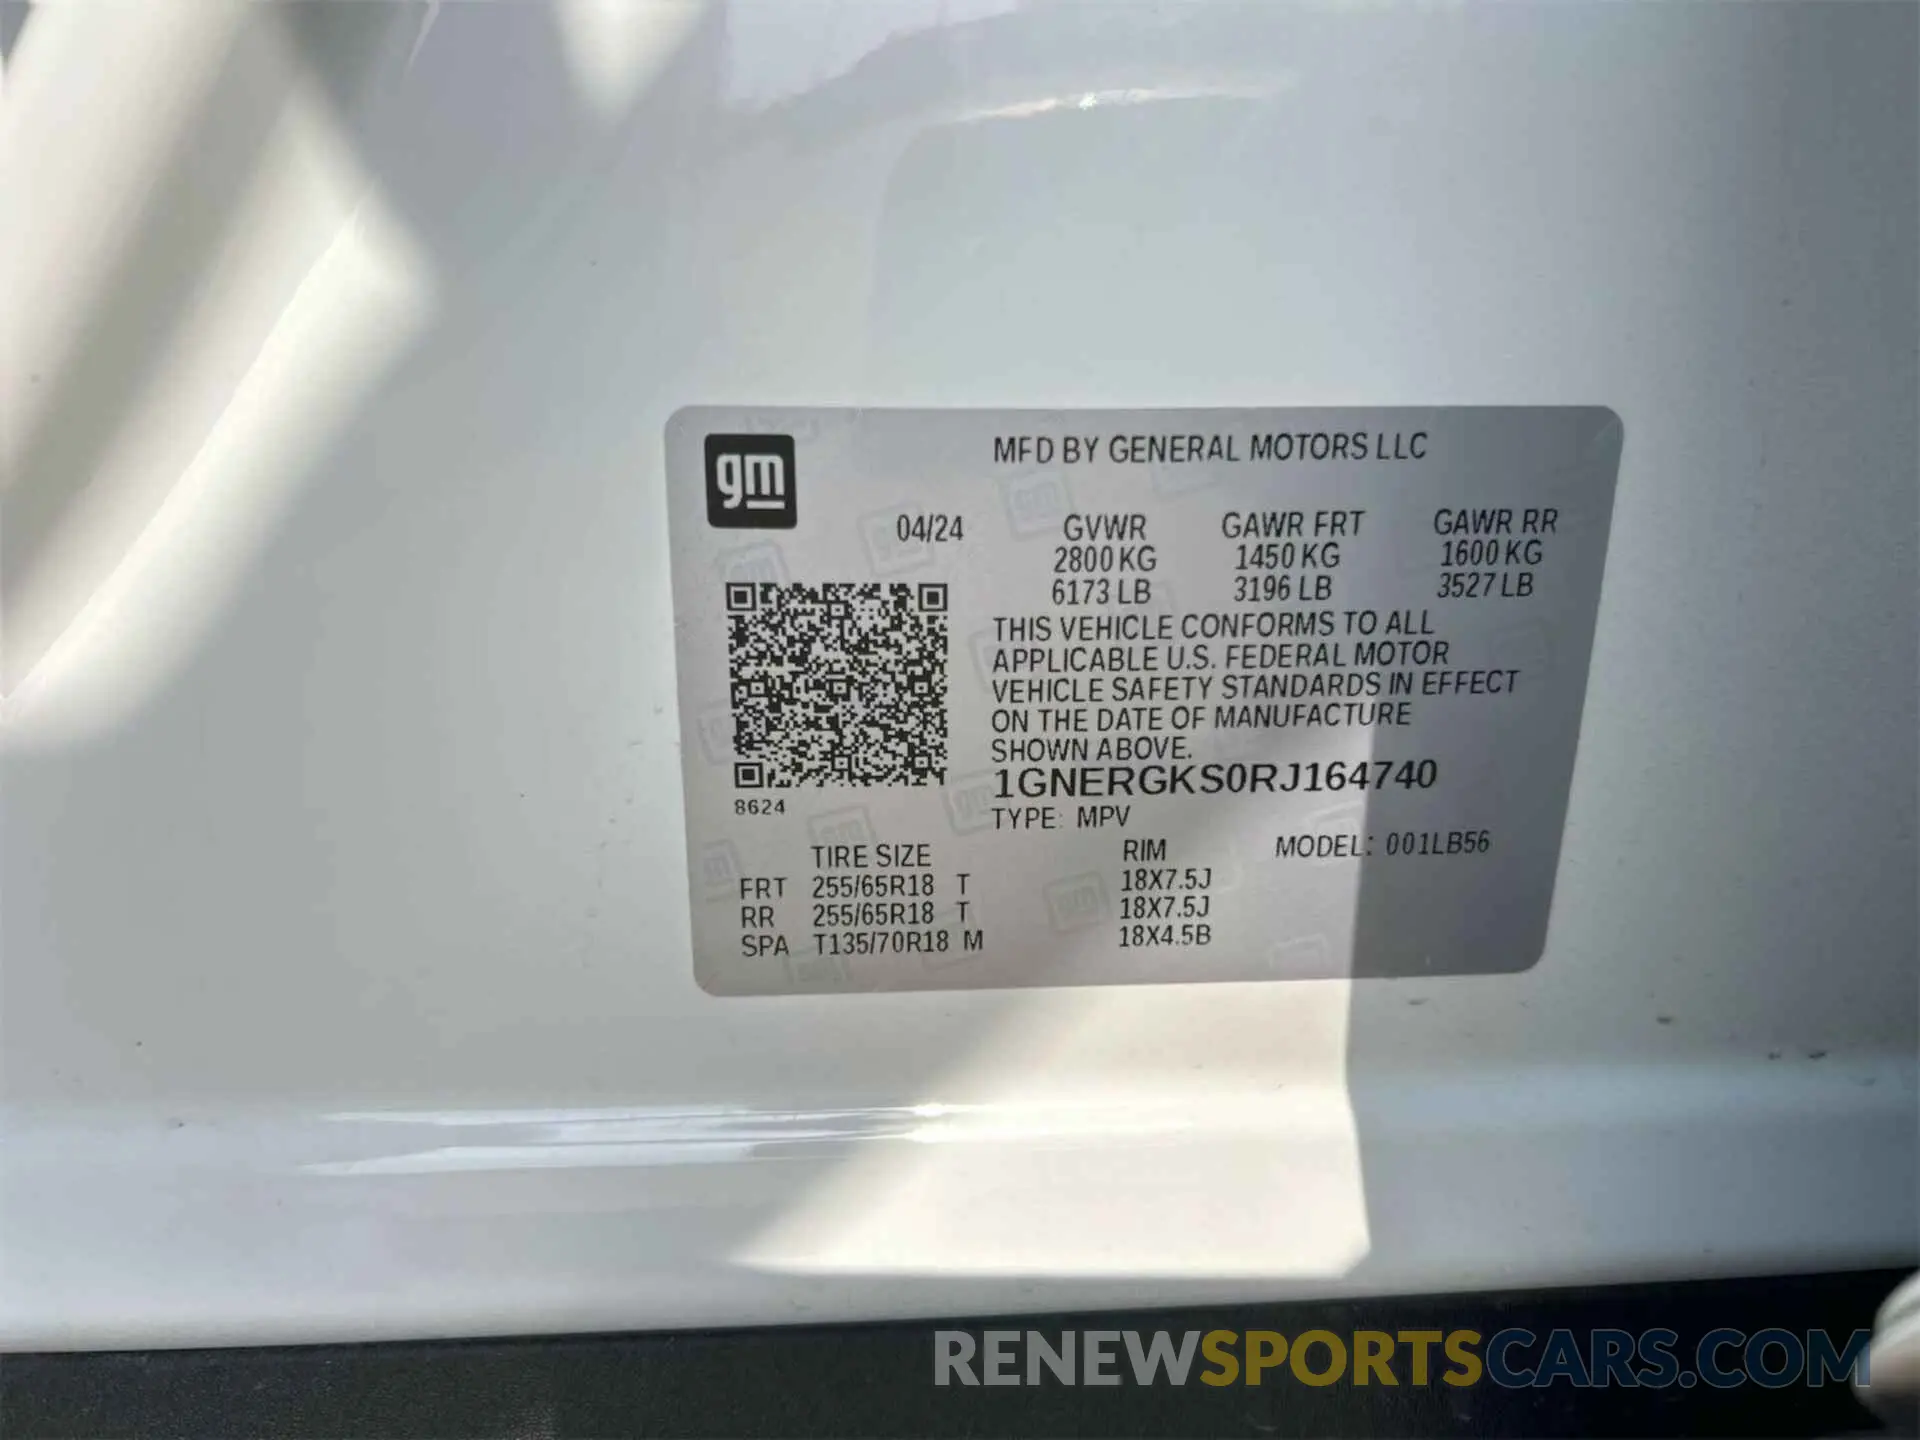 gm
MFD BY GENERAL MOTORS LLC
04/24 GVWR GAWR FRT GAWR RR
2800 KG 1450 KG 1600 KG
6173 LB 3196 LB 3527 LB
THIS VEHICLE CONFORMS TO ALL
APPLICABLE U.S. FEDERAL MOTOR
VEHICLE SAFETY STANDARDS IN EFFECT
ON THE DATE OF MANUFACTURE
SHOWN ABOVE.
1GNERGKS0RJ164740
8624
TYPE: MPV
TIRE SIZE RIM MODEL: 001LB56
FRT 255/65R18 T 18X7.5J
RR 255/65R18 T 18X7.5J
SPA T135/70R18 M 18X4.5B
RENEWSPORTSCARS.COM